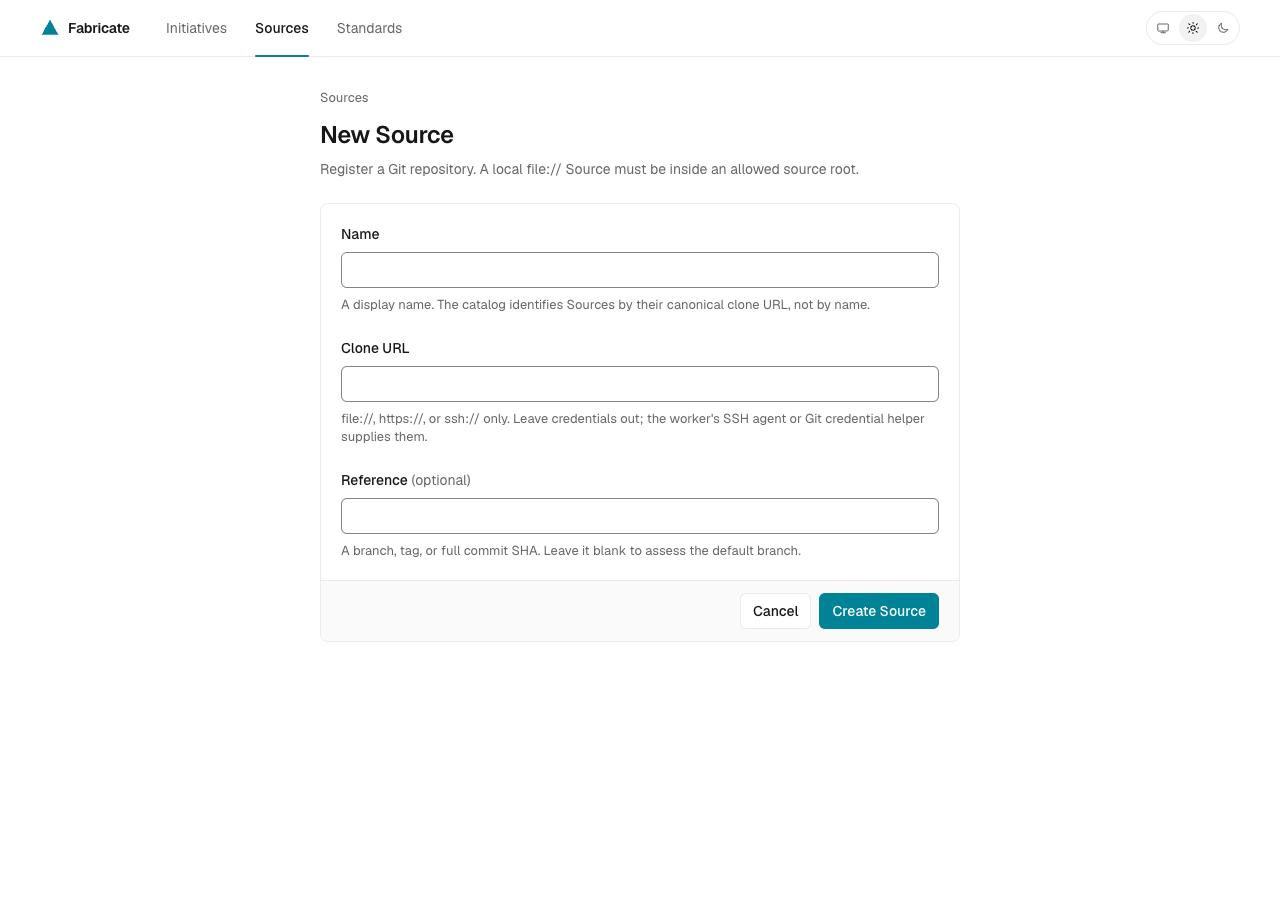 Fabricate
Initiatives
Sources
Standards
Sources
New Source
Register a Git repository. A local file:// Source must be inside an allowed source root.
Name
A display name. The catalog identifies Sources by their canonical clone URL, not by name.
Clone URL
file://, https://, or ssh:// only. Leave credentials out; the worker's SSH agent or Git credential helper
supplies them.
Reference (optional)
A branch, tag, or full commit SHA. Leave it blank to assess the default branch.
Cancel
Create Source